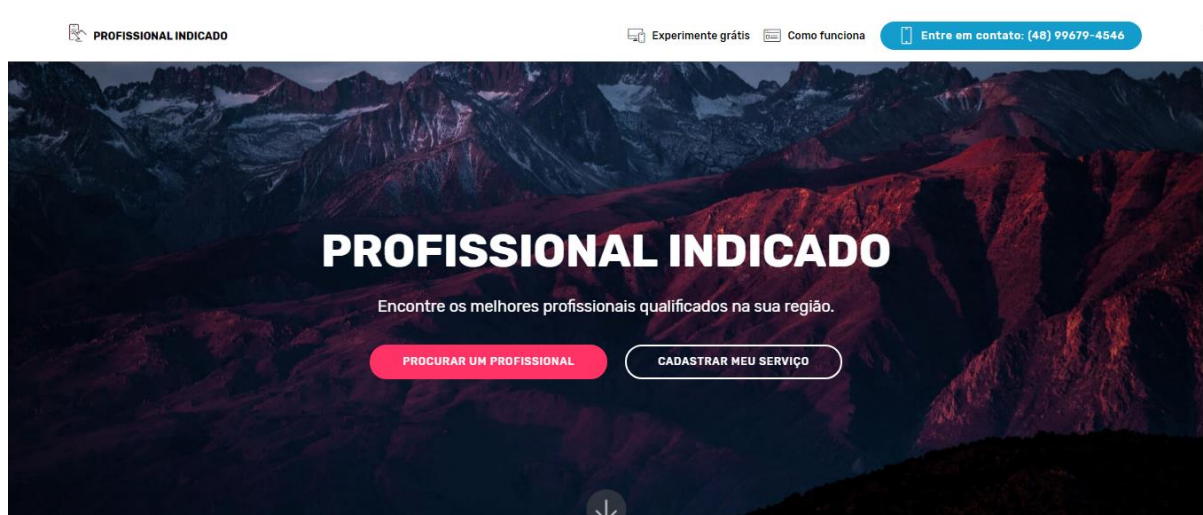 PROFISSIONAL INDICADO
Experimente grátis
Como funciona
Entre em contato: (48) 99679-4546
PROFISSIONAL INDICADO
Encontre os melhores profissionais qualificados na sua região.
PROCURAR UM PROFISSIONAL
CADASTRAR MEU SERVIÇO